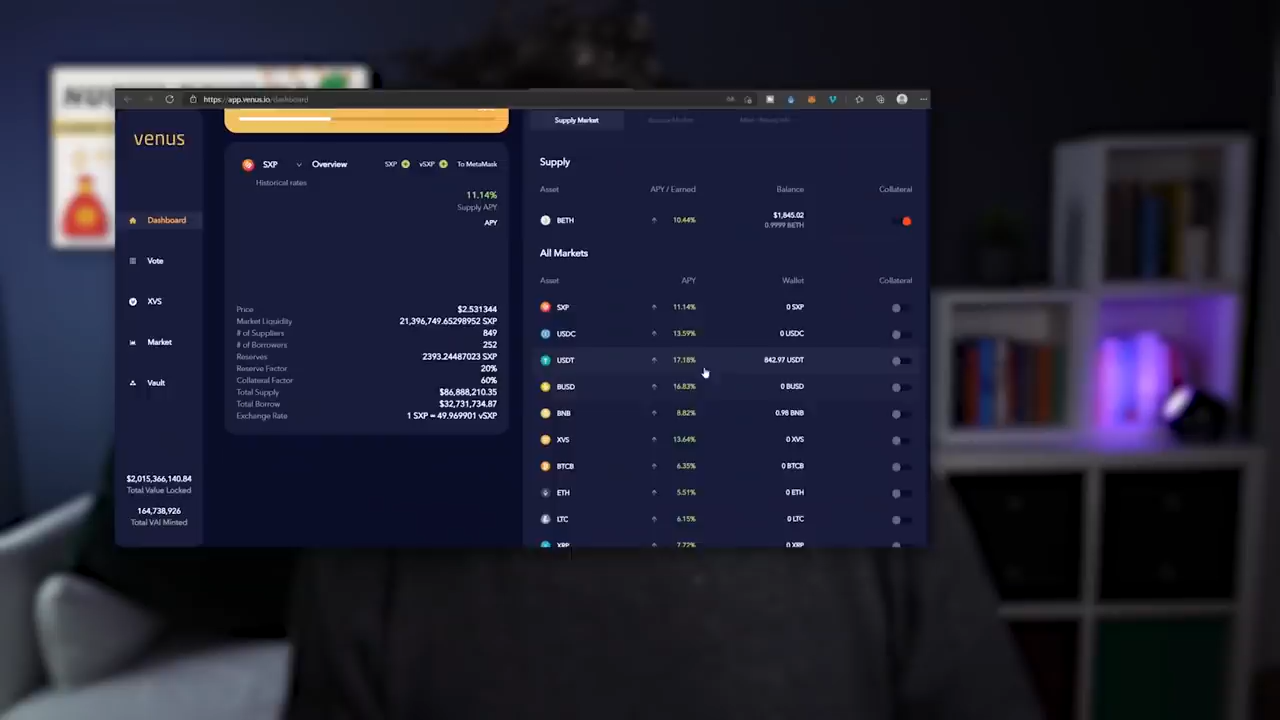 https://app.venus.io/dashboard
venus
Dashboard
Vote
XVS
Market
Vault
$2,015,366,140.84
Total Value Locked
164,738,926
Total VAI Minted
SXP Overview SXP vSXP To MetaMask
Historical rates
11.14%
Supply APY
APY
Price $2.531344
Market Liquidity 21,396,749.65298952 SXP
# of Suppliers 849
# of Borrowers 252
Reserves 2393.24487023 SXP
Reserve Factor 20%
Collateral Factor 60%
Total Supply $86,888,210.35
Total Borrow $32,731,734.87
Exchange Rate 1 SXP = 49.969901 vSXP
Supply Market
Supply
Asset APY / Earned Balance Collateral
BETH 10.44% $1,845.02
0.9999 BETH
All Markets
Asset APY Wallet Collateral
SXP 11.14% 0 SXP
USDC 13.59% 0 USDC
USDT 17.18% 842.97 USDT
BUSD 16.83% 0 BUSD
BNB 8.82% 0.98 BNB
XVS 13.64% 0 XVS
BTCB 6.35% 0 BTCB
ETH 5.51% 0 ETH
LTC 6.15% 0 LTC
XRP 7.72% 0 XRP